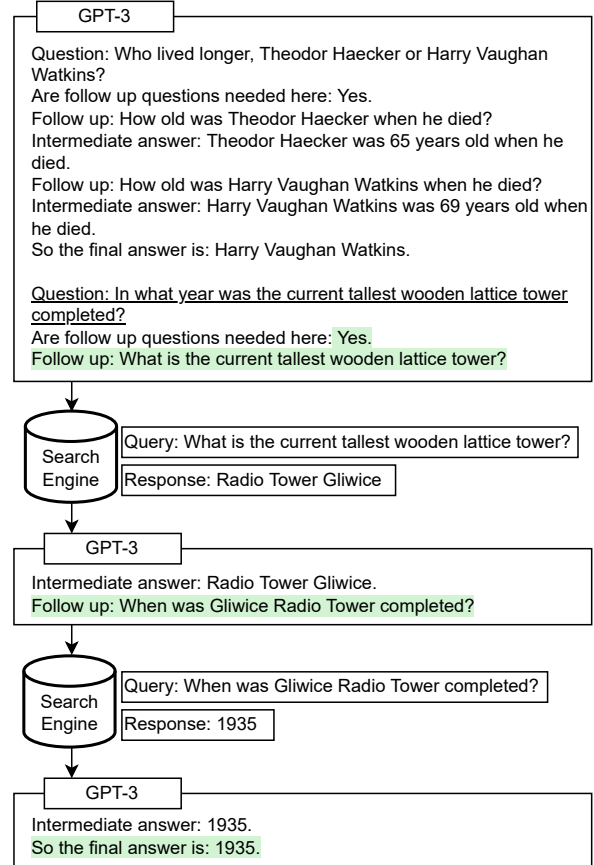 GPT-3
Question: Who lived longer, Theodor Haecker or Harry Vaughan
Watkins?
Are follow up questions needed here: Yes.
Follow up: How old was Theodor Haecker when he died?
Intermediate answer: Theodor Haecker was 65 years old when he
died.
Follow up: How old was Harry Vaughan Watkins when he died?
Intermediate answer: Harry Vaughan Watkins was 69 years old when
he died.
So the final answer is: Harry Vaughan Watkins.
Question: In what year was the current tallest wooden lattice tower
completed?
Are follow up questions needed here: Yes.
Follow up: What is the current tallest wooden lattice tower?
Search
Engine
Query: What is the current tallest wooden lattice tower?
Response: Radio Tower Gliwice
GPT-3
Intermediate answer: Radio Tower Gliwice.
Follow up: When was Gliwice Radio Tower completed?
Search
Engine
Query: When was Gliwice Radio Tower completed?
Response: 1935
GPT-3
Intermediate answer: 1935.
So the final answer is: 1935.